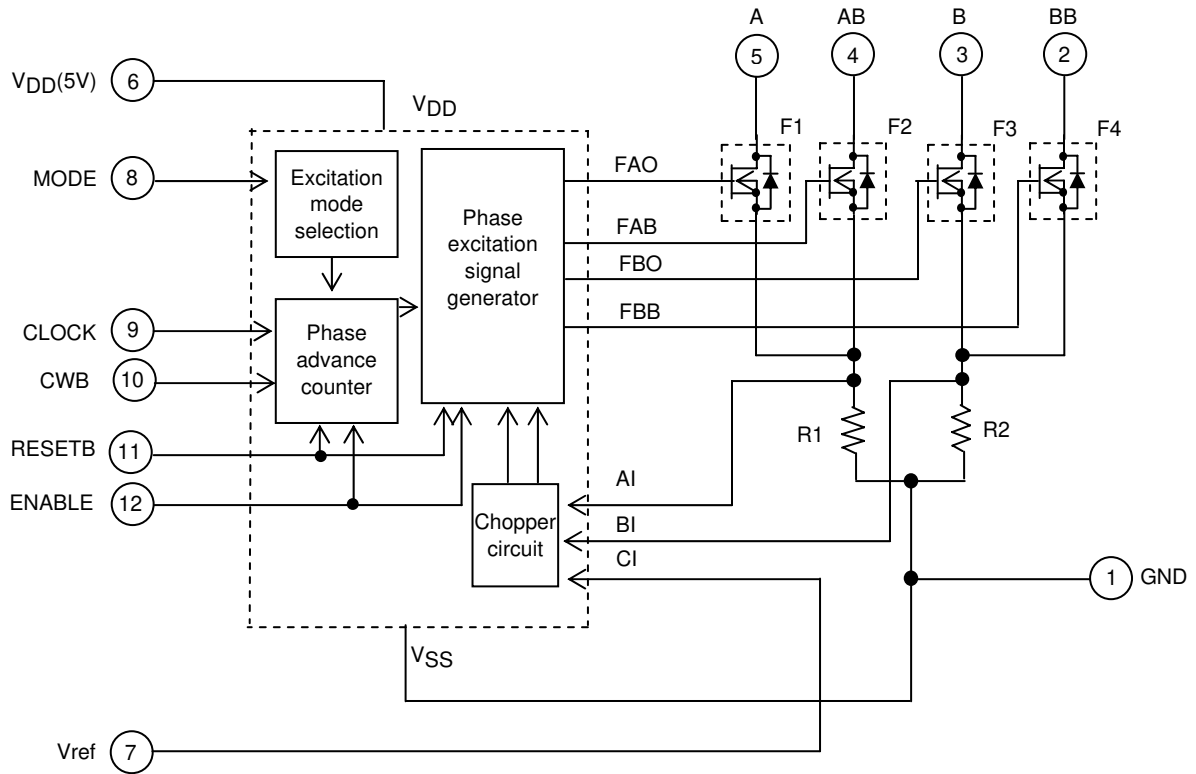 A
AB
B
BB
5
4
3
2
VDD(5V)
6
VDD
F1
F2
F3
F4
MODE
8
Excitation
mode
selection
Phase
excitation
signal
generator
FAO
FAB
FBO
FBB
CLOCK
9
Phase
advance
counter
CWB
10
R1
R2
RESETB
11
ENABLE
12
Chopper
circuit
AI
BI
CI
1
GND
VSS
Vref
7